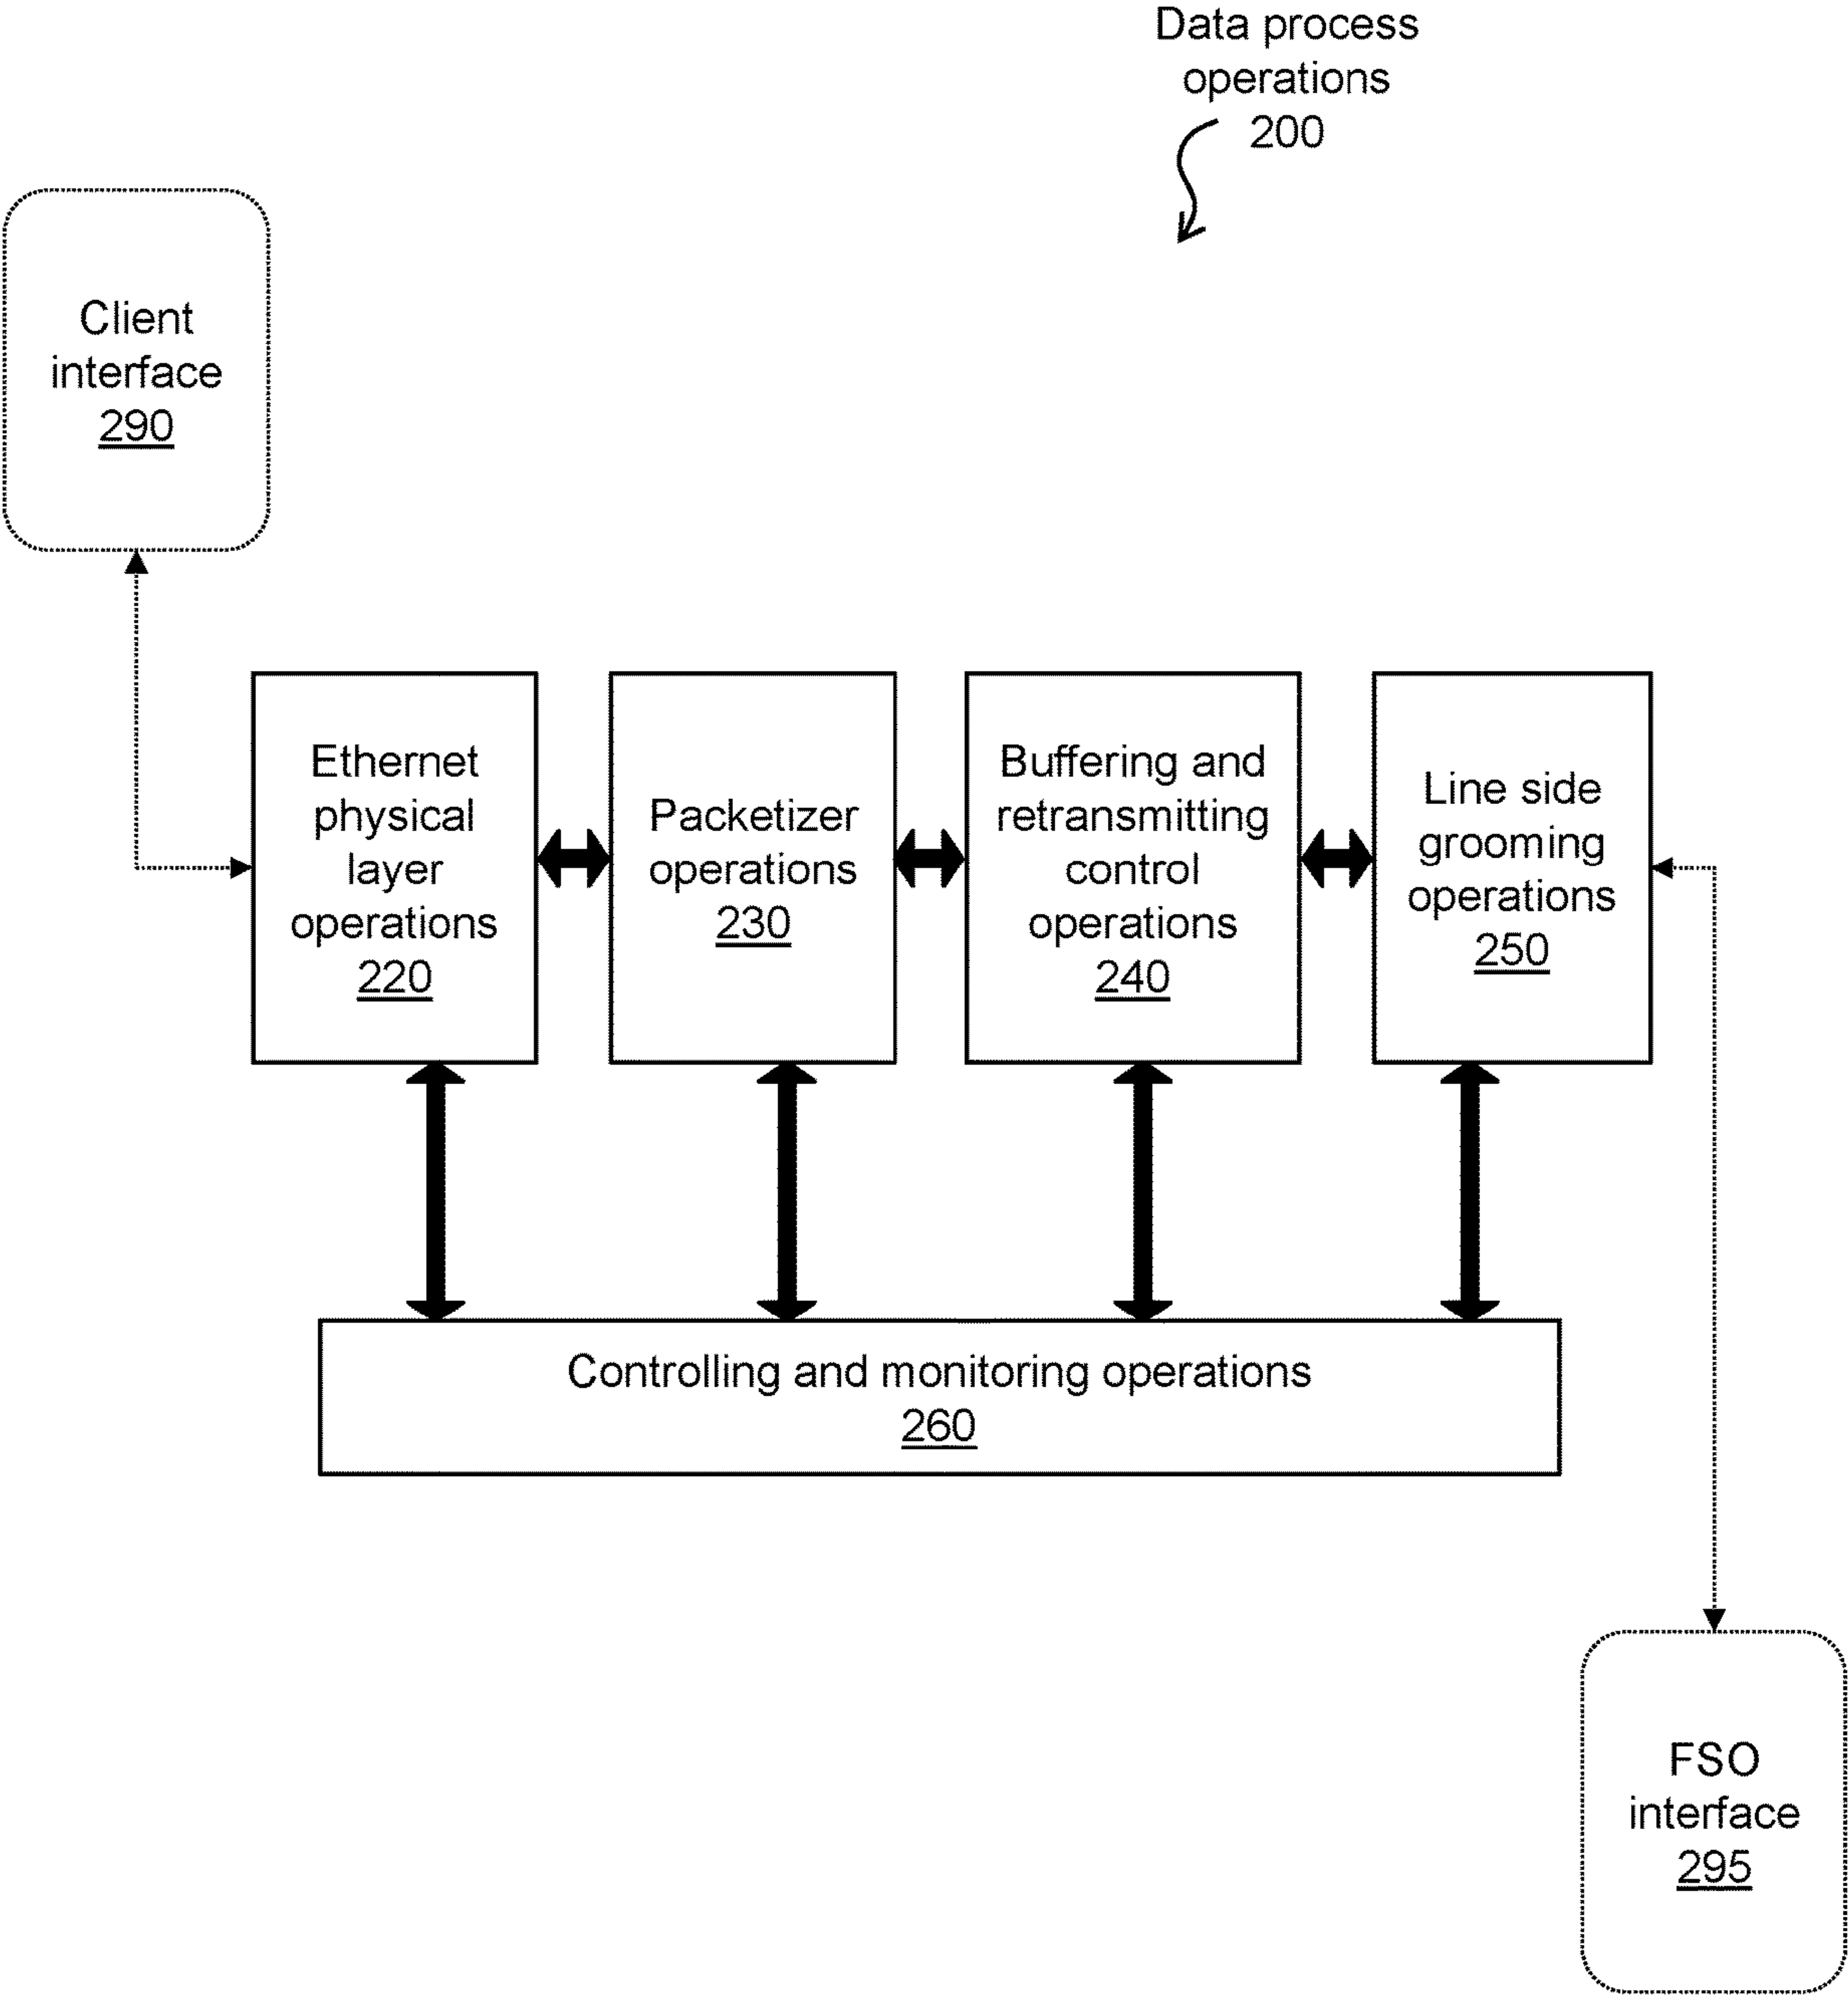 Data process
operations
200
Client
interface
290
Ethernet
physical
layer
operations
220
Packetizer
operations
230
Buffering and
retransmitting
control
operations
240
Line side
grooming
operations
250
Controlling and monitoring operations
260
FSO
interface
295